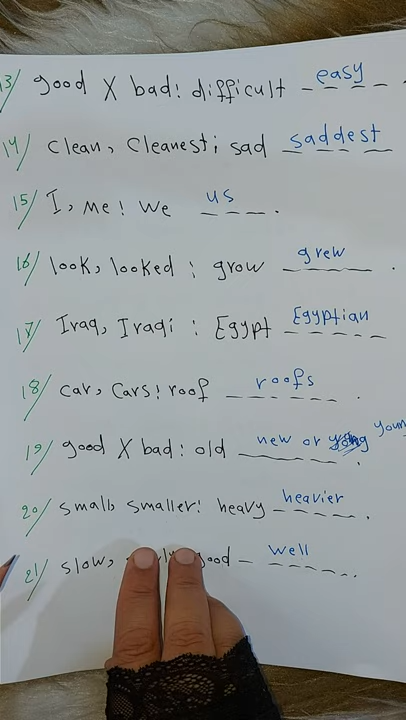 13/ good X bad: difficult easy
14/ Clean, Cleanest; sad saddest
15/ I, Me! We us
16/ look, looked : grow grew
17/ Iraq, Iraqi : Egypt Egyptian
18/ car, Cars! roof roofs
19/ good X bad: old new or young
20/ small, smaller! heavy heavier
21/ slow, good - well